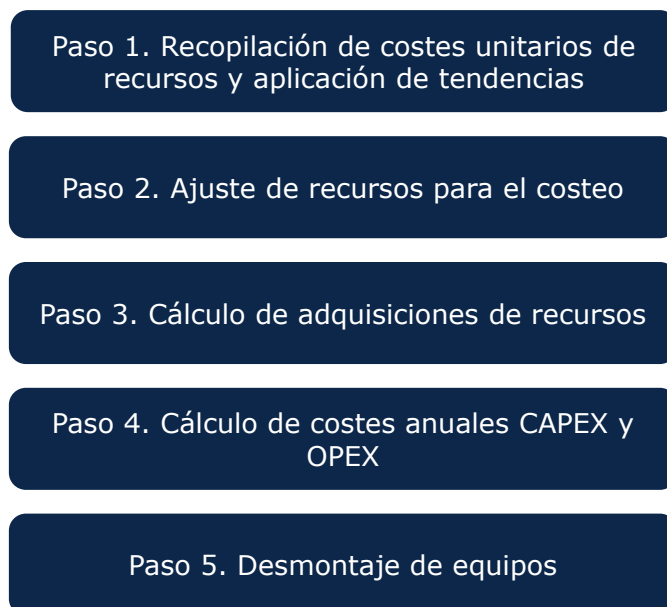 Paso 1. Recopilación de costes unitarios de
recursos y aplicación de tendencias
Paso 2. Ajuste de recursos para el costeo
Paso 3. Cálculo de adquisiciones de recursos
Paso 4. Cálculo de costes anuales CAPEX y
OPEX
Paso 5. Desmontaje de equipos